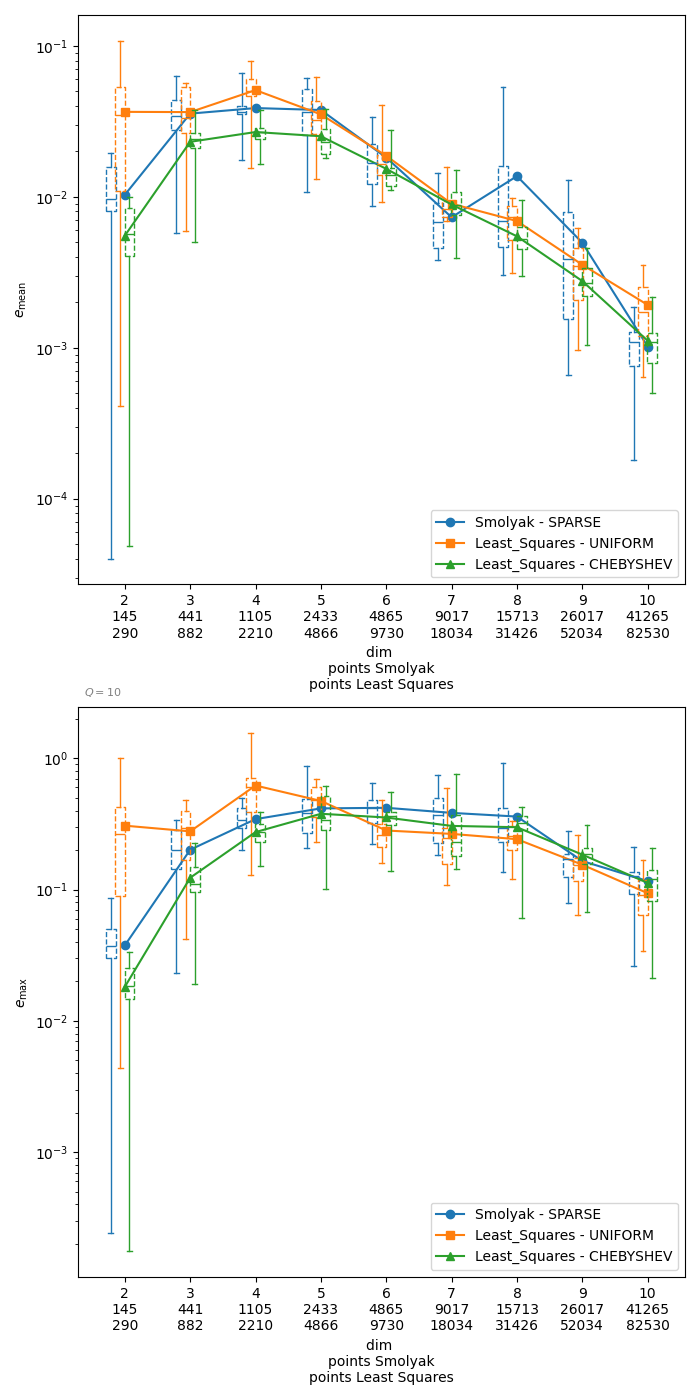 10⁻¹
10⁻²
10⁻³
10⁻⁴
e_mean
Smolyak - SPARSE
Least_Squares - UNIFORM
Least_Squares - CHEBYSHEV
2 3 4 5 6 7 8 9 10
145 441 1105 2433 4865 9017 15713 26017 41265
290 882 2210 4866 9730 18034 31426 52034 82530
dim
points Smolyak
points Least Squares
Q = 10
10⁰
10⁻¹
10⁻²
10⁻³
e_max
Smolyak - SPARSE
Least_Squares - UNIFORM
Least_Squares - CHEBYSHEV
2 3 4 5 6 7 8 9 10
145 441 1105 2433 4865 9017 15713 26017 41265
290 882 2210 4866 9730 18034 31426 52034 82530
dim
points Smolyak
points Least Squares